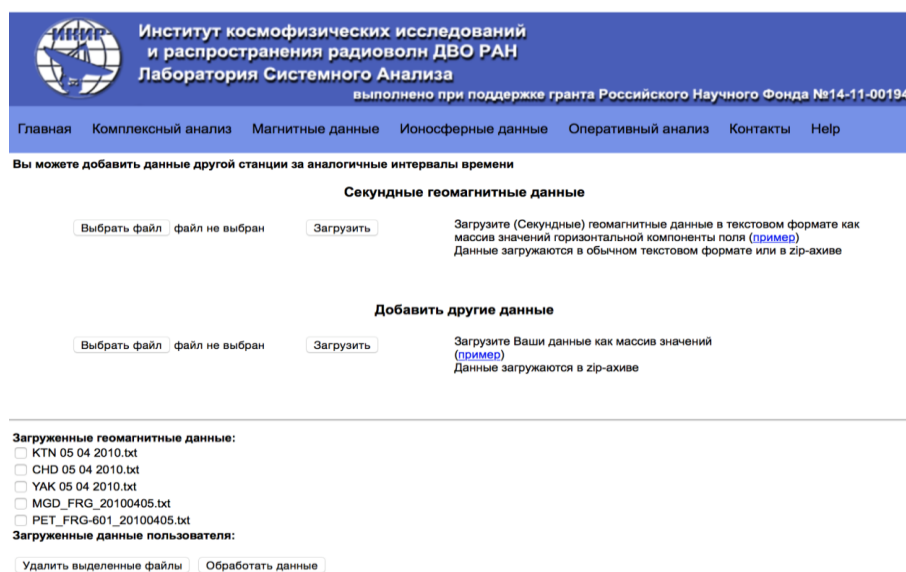 ИКИР
Институт космофизических исследований
и распространения радиоволн ДВО РАН
Лаборатория Системного Анализа
выполнено при поддержке гранта Российского Научного Фонда №14-11-00194
Главная Комплексный анализ Магнитные данные Ионосферные данные Оперативный анализ Контакты Help
Вы можете добавить данные другой станции за аналогичные интервалы времени
Секундные геомагнитные данные
Выбрать файл файл не выбран Загрузить
Загрузите (Секундные) геомагнитные данные в текстовом формате как
массив значений горизонтальной компоненты поля (пример)
Данные загружаются в обычном текстовом формате или в zip-ахиве
Добавить другие данные
Выбрать файл файл не выбран Загрузить
Загрузите Ваши данные как массив значений
(пример)
Данные загружаются в zip-ахиве
Загруженные геомагнитные данные:
KTN 05 04 2010.txt
CHD 05 04 2010.txt
YAK 05 04 2010.txt
MGD_FRG_20100405.txt
PET_FRG-601_20100405.txt
Загруженные данные пользователя:
Удалить выделенные файлы Обработать данные